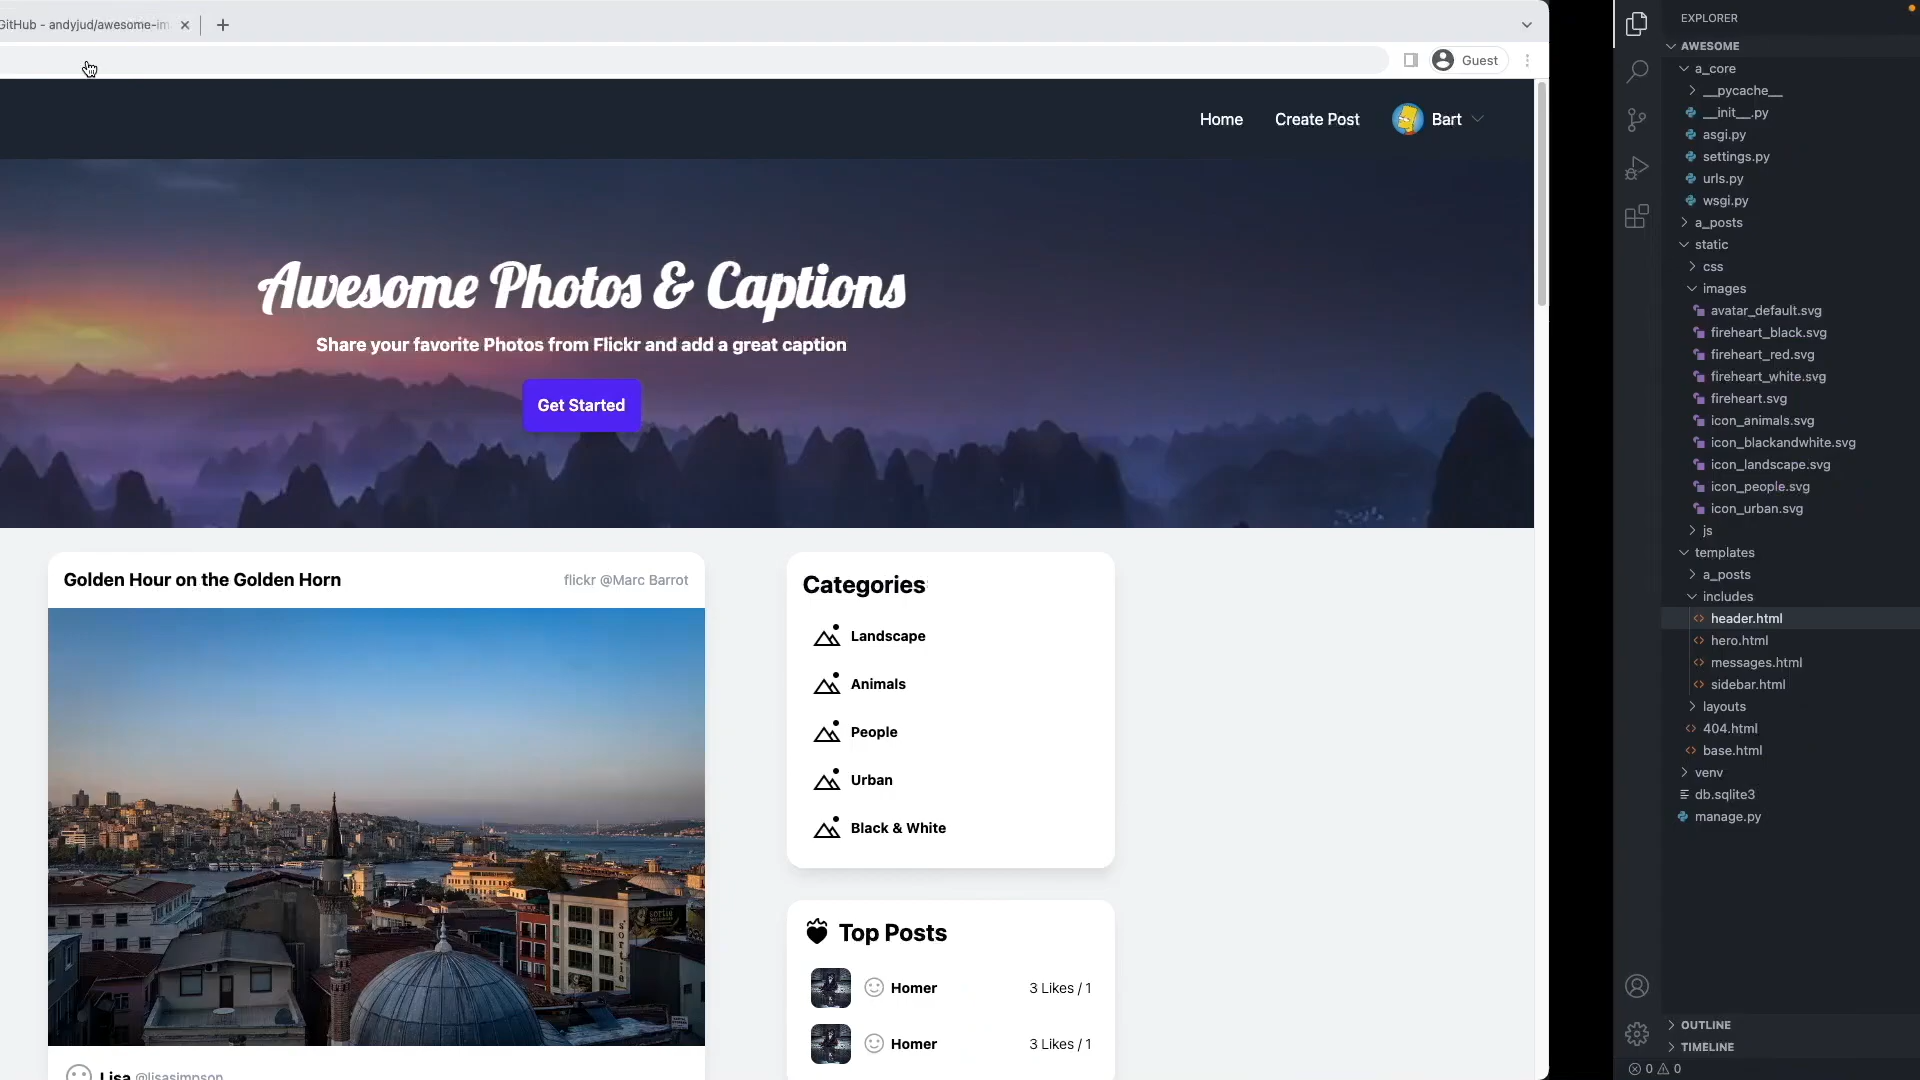 GitHub - andyjud/awesome-im
Guest
Home
Create Post
Bart
Awesome Photos & Captions
Share your favorite Photos from Flickr and add a great caption
Get Started
Golden Hour on the Golden Horn
flickr @Marc Barrot
Lisa @lisasimpson
Categories
Landscape
Animals
People
Urban
Black & White
Top Posts
Homer
3 Likes / 1
Homer
3 Likes / 1
EXPLORER
AWESOME
a_core
__pycache__
__init__.py
asgi.py
settings.py
urls.py
wsgi.py
a_posts
static
css
images
avatar_default.svg
fireheart_black.svg
fireheart_red.svg
fireheart_white.svg
fireheart.svg
icon_animals.svg
icon_blackandwhite.svg
icon_landscape.svg
icon_people.svg
icon_urban.svg
js
templates
a_posts
includes
header.html
hero.html
messages.html
sidebar.html
layouts
404.html
base.html
venv
db.sqlite3
manage.py
OUTLINE
TIMELINE
0 0